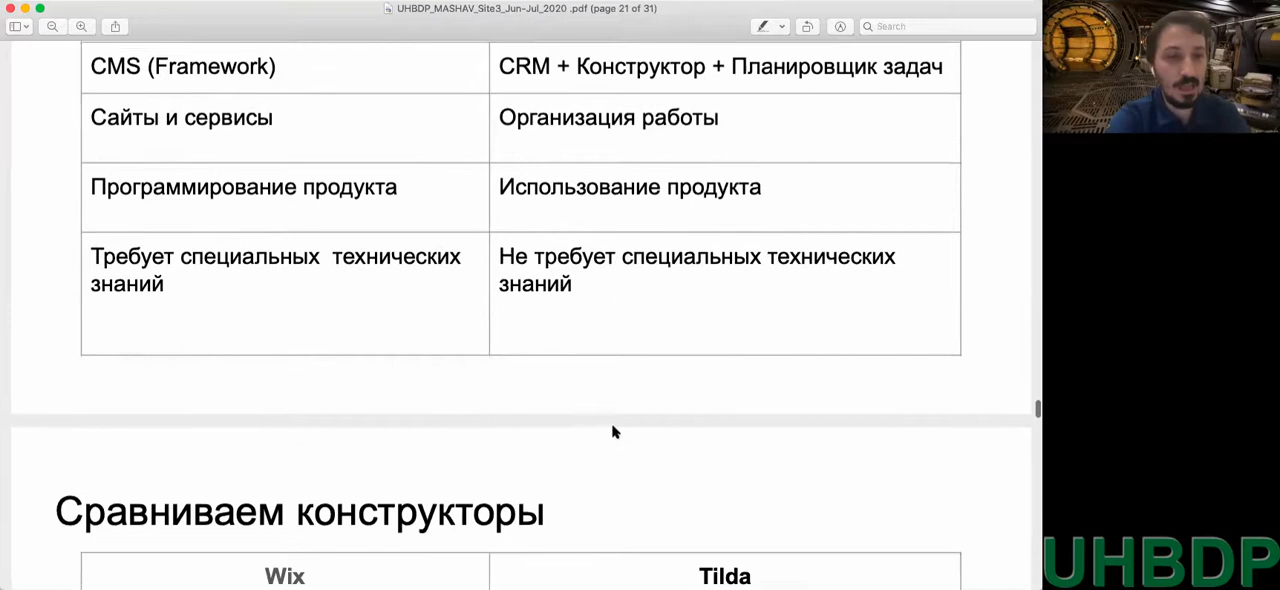 UHBDP_MASHAV_Site3_Jun-Jul_2020 .pdf (page 21 of 31)
Search
CMS (Framework)
CRM + Конструктор + Планировщик задач
Сайты и сервисы
Организация работы
Программирование продукта
Использование продукта
Требует специальных технических
знаний
Не требует специальных технических
знаний
Сравниваем конструкторы
Wix
Tilda
UHBDP